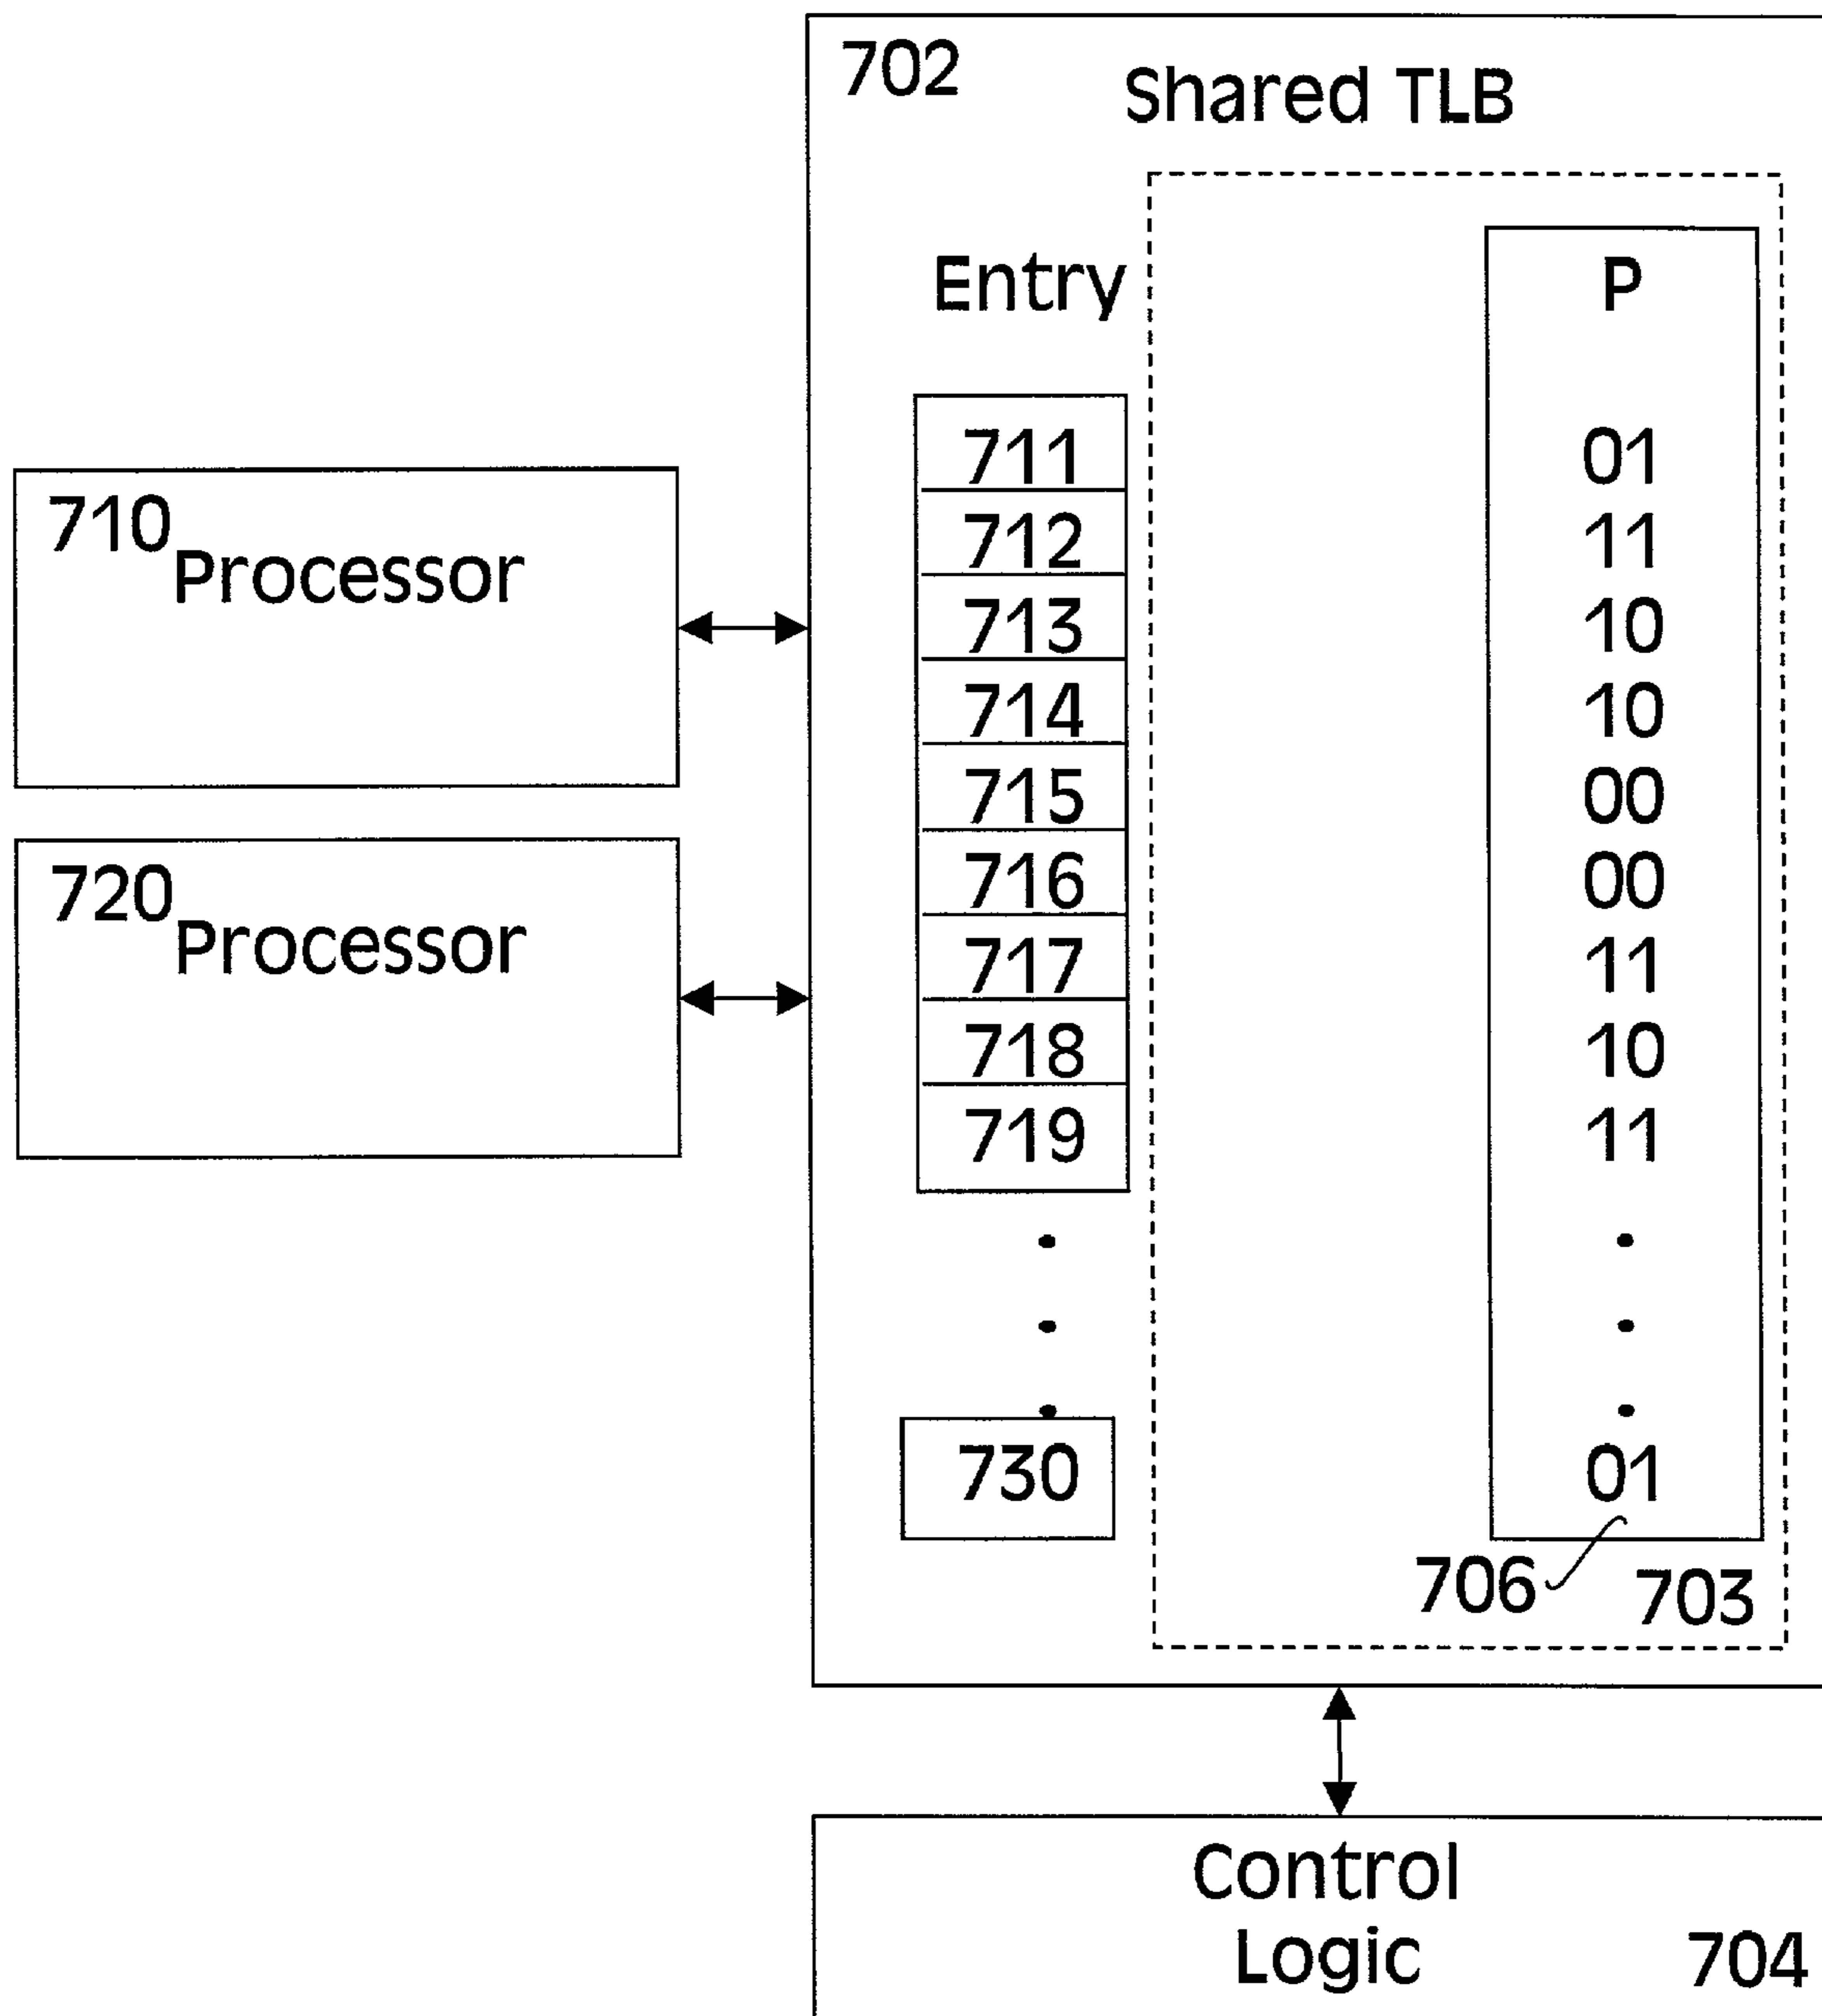 702
Shared TLB
Entry
P
711 01
712 11
713 10
714 10
715 00
716 00
717 11
718 10
719 11
730 01
706
703
710
Processor
720
Processor
Control
Logic
704